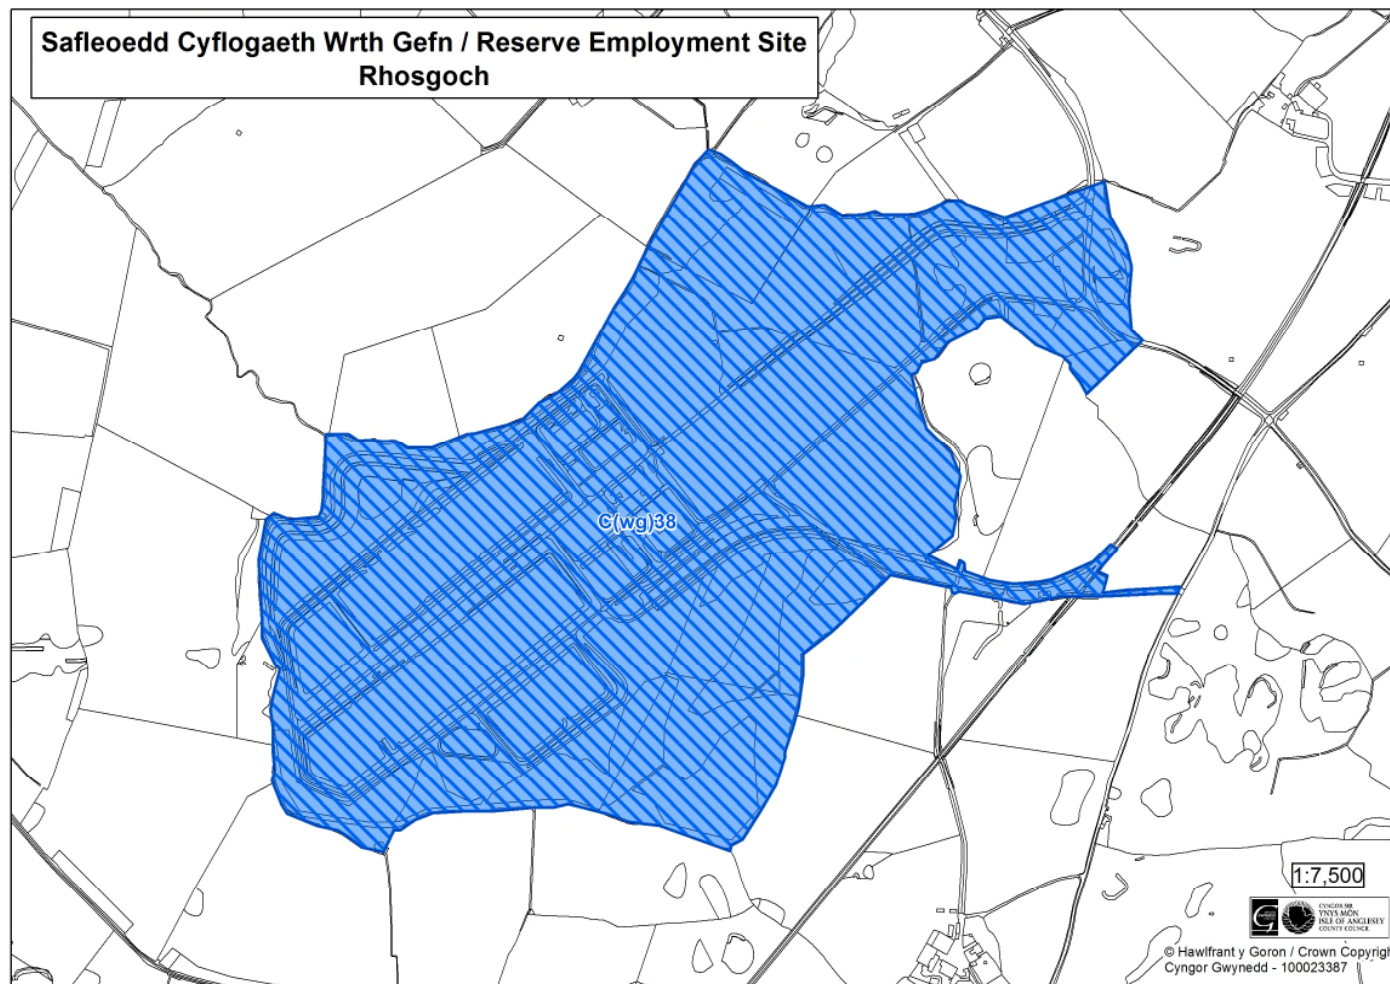 Safleoedd Cyflogaeth Wrth Gefn / Reserve Employment Site
Rhosgoch
C(wg)38
1:7,500
CYNGOR SIR
YNYS MÔN
ISLE OF ANGLESEY
COUNTY COUNCIL
© Hawlfraint y Goron / Crown Copyrigh
Cyngor Gwynedd - 100023387